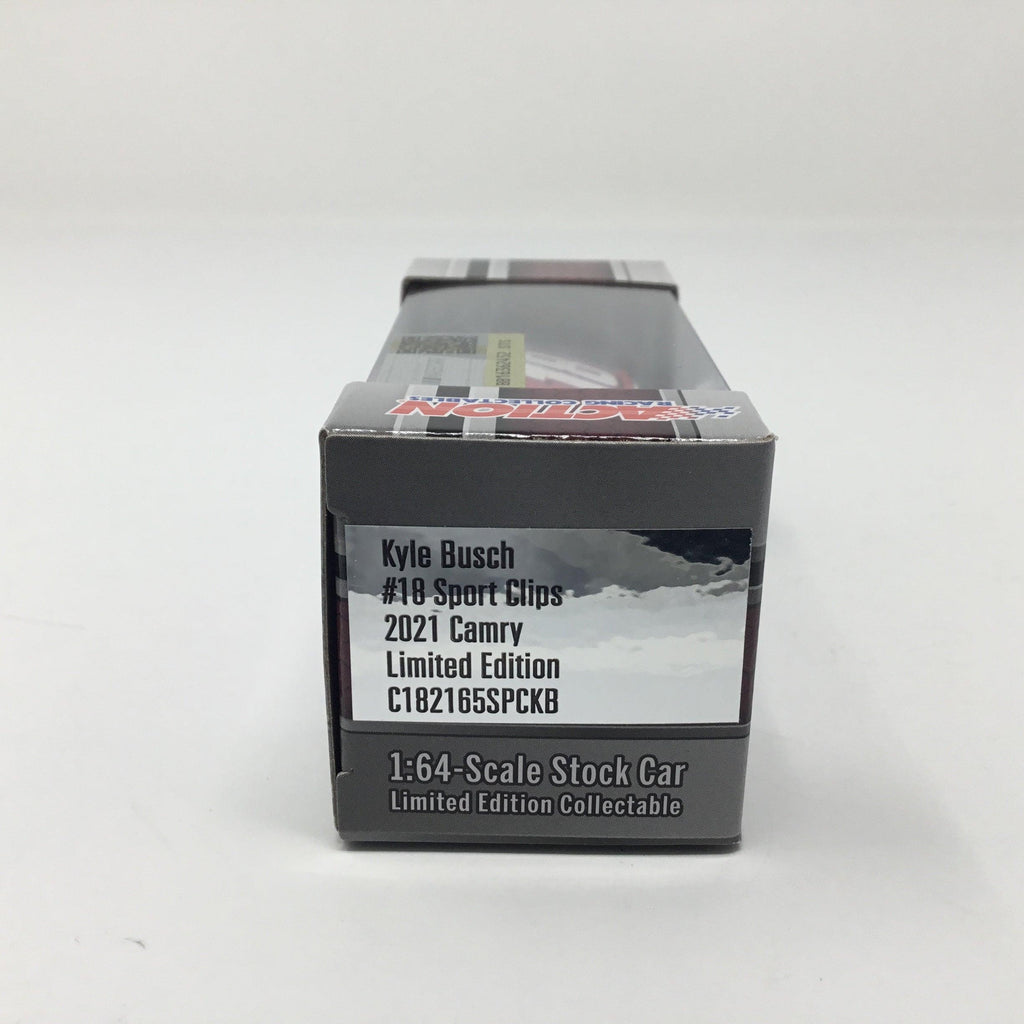 ACTION
RACING COLLECTABLES
Kyle Busch
#18 Sport Clips
2021 Camry
Limited Edition
C182165SPCKB
1:64-Scale Stock Car
Limited Edition Collectable